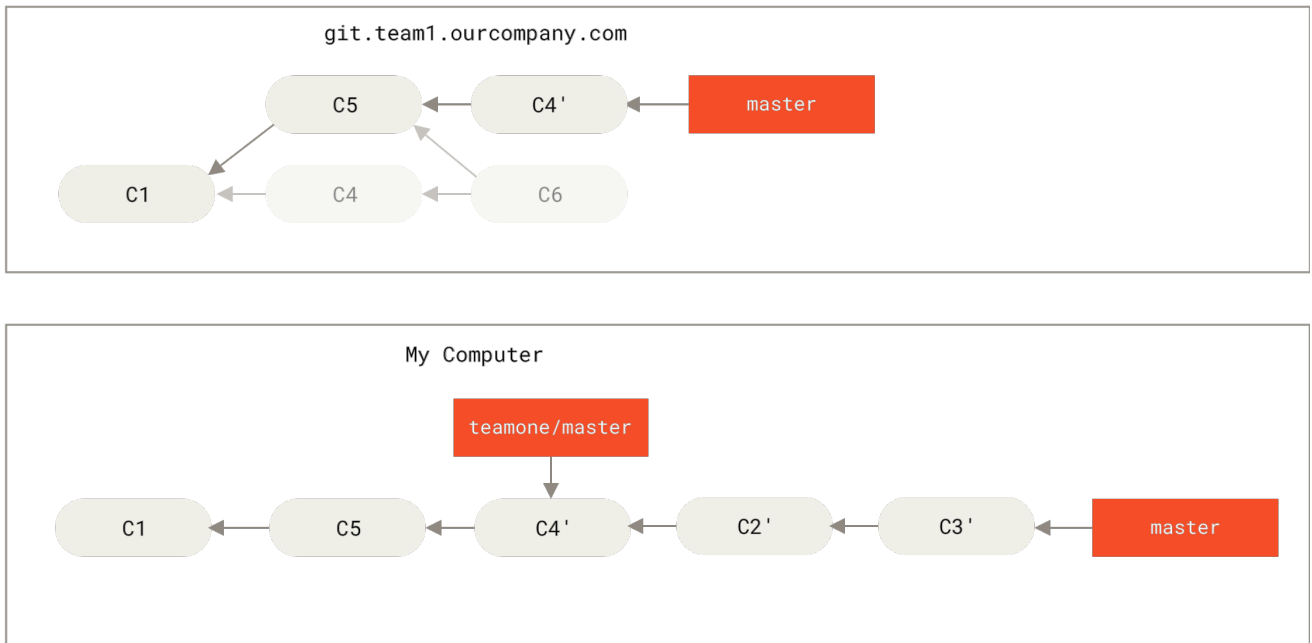 git.team1.ourcompany.com
C5
C4'
master
C1
C4
C6
My Computer
teamone/master
C1
C5
C4'
C2'
C3'
master